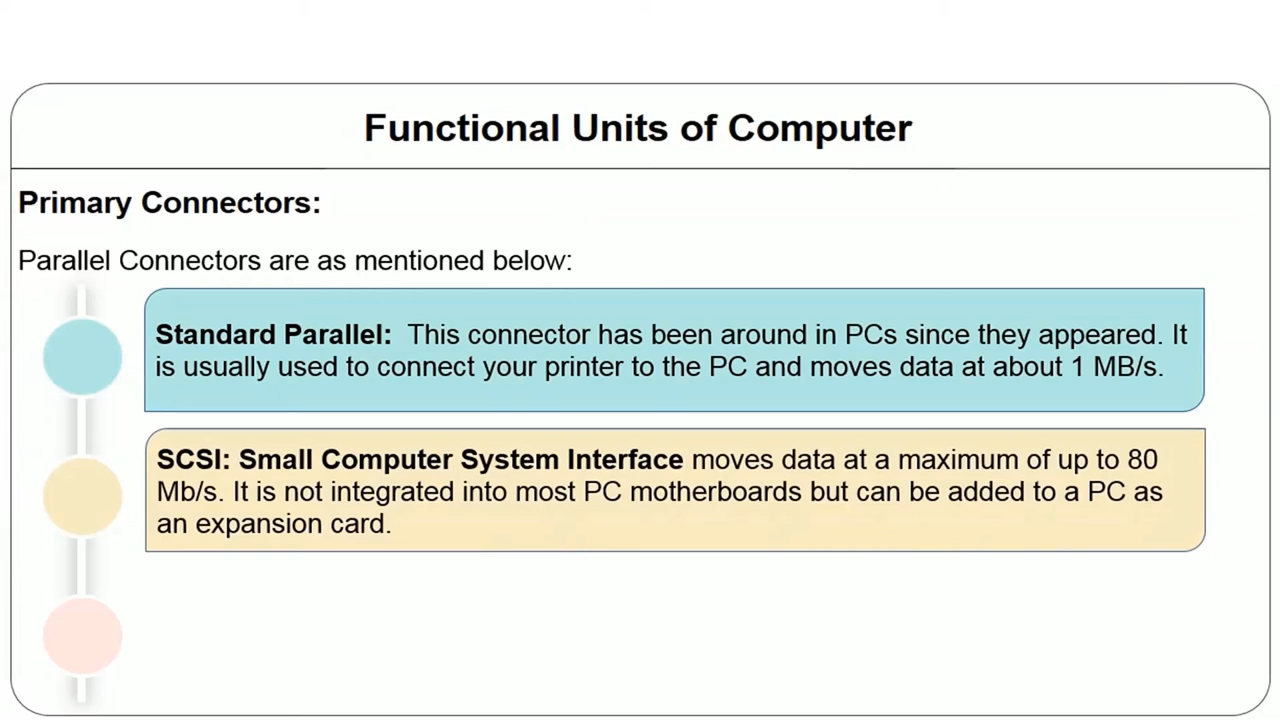 Functional Units of Computer
Primary Connectors:
Parallel Connectors are as mentioned below:
Standard Parallel: This connector has been around in PCs since they appeared. It
is usually used to connect your printer to the PC and moves data at about 1 MB/s.
SCSI: Small Computer System Interface moves data at a maximum of up to 80
Mb/s. It is not integrated into most PC motherboards but can be added to a PC as
an expansion card.